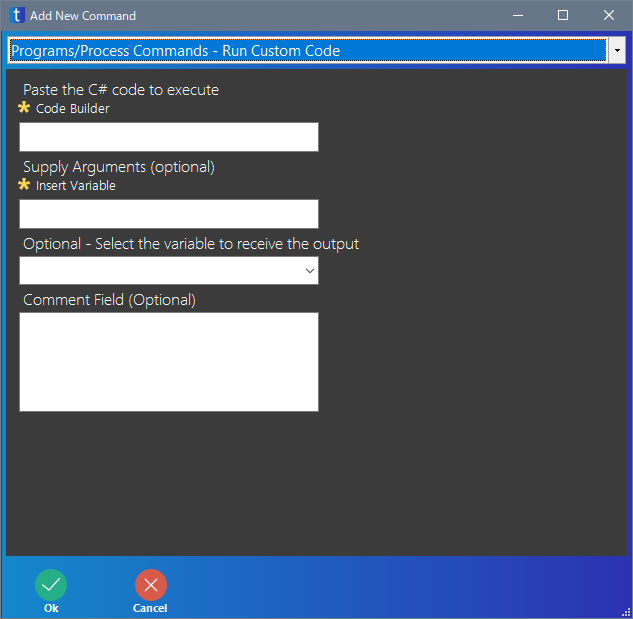 t Add New Command
Programs/Process Commands - Run Custom Code
Paste the C# code to execute
Code Builder
Supply Arguments (optional)
Insert Variable
Optional - Select the variable to receive the output
Comment Field (Optional)
Ok
Cancel